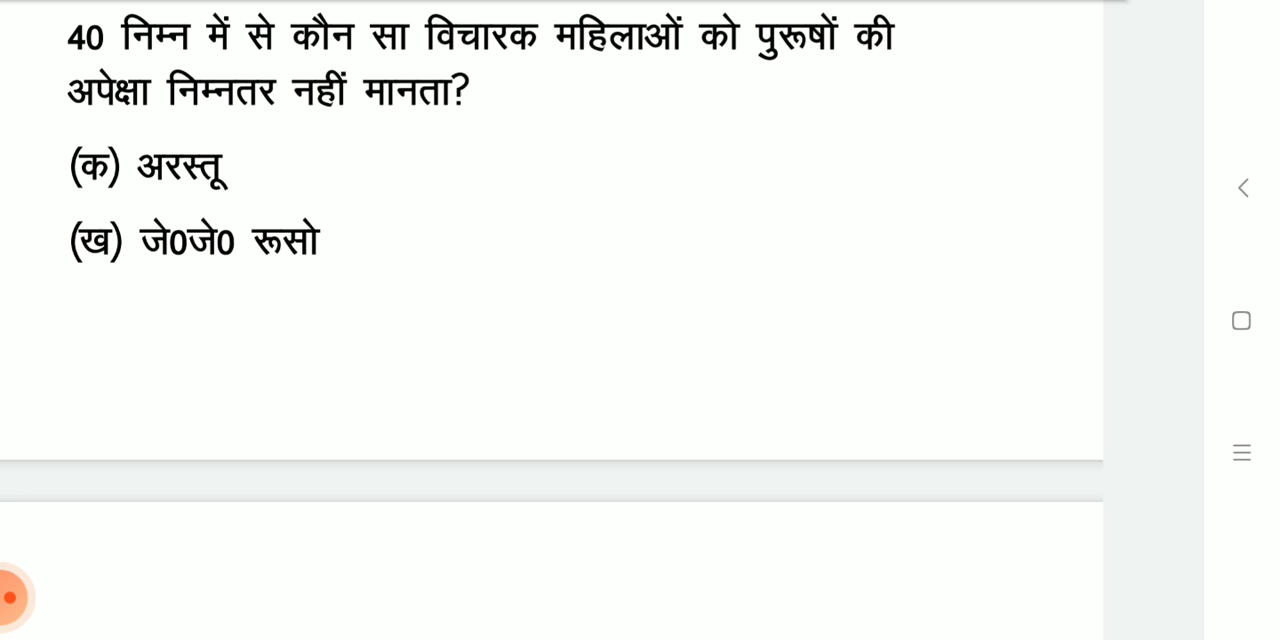 40 निम्न में से कौन सा विचारक महिलाओं को पुरूषों की
अपेक्षा निम्नतर नहीं मानता?
(क) अरस्तू
(ख) जे0जे0 रूसो